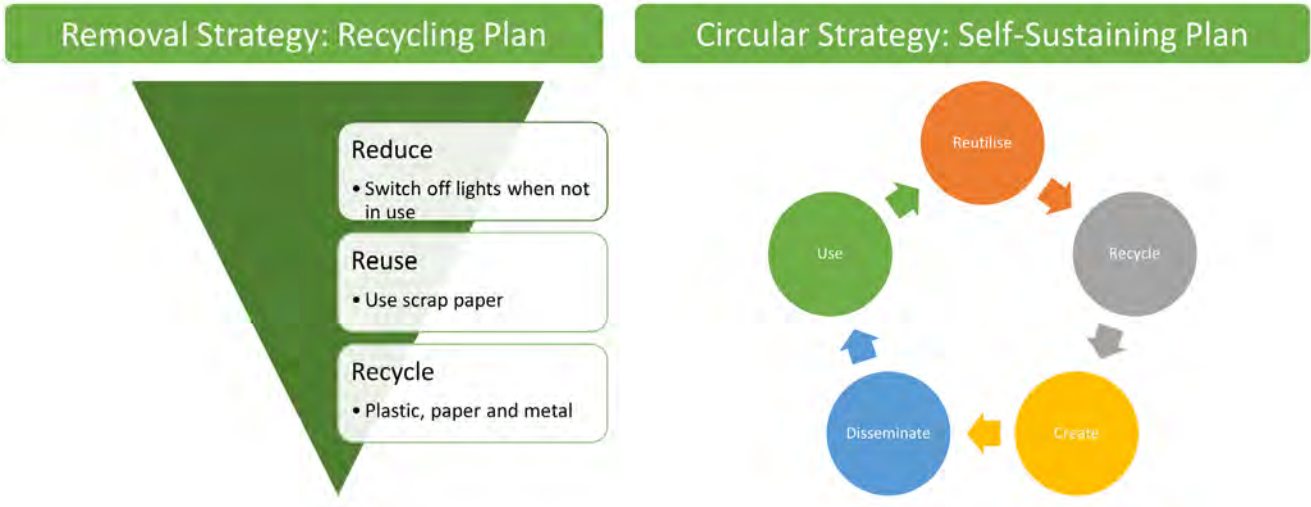 Removal Strategy: Recycling Plan
Reduce
• Switch off lights when not
in use
Reuse
• Use scrap paper
Recycle
• Plastic, paper and metal
Circular Strategy: Self-Sustaining Plan
Reutilise
Recycle
Create
Disseminate
Use